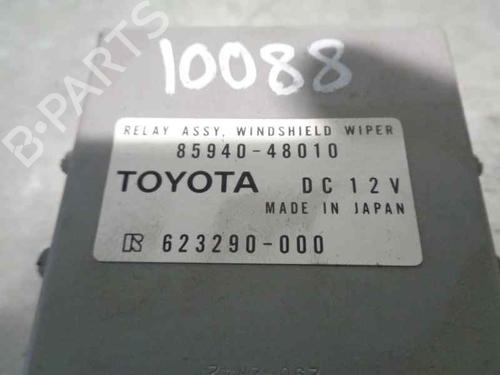 10088
RELAY ASSY, WINDSHIELD WIPER
85940-48010
TOYOTA DC 12V
MADE IN JAPAN
R 623290-000
B-PARTS